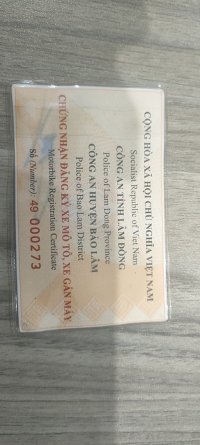 CỘNG HÒA XÃ HỘI CHỦ NGHĨA VIỆT NAM
Socialist Republic of Viet Nam
CÔNG AN TỈNH LÂM ĐỒNG
Police of Lam Dong Province
CÔNG AN HUYỆN BẢO LÂM
Police of Bao Lam District
CHỨNG NHẬN ĐĂNG KÝ XE MÔ TÔ, XE GẮN MÁY
Motorbike Registration Certificate
Số (Number) 49 000273